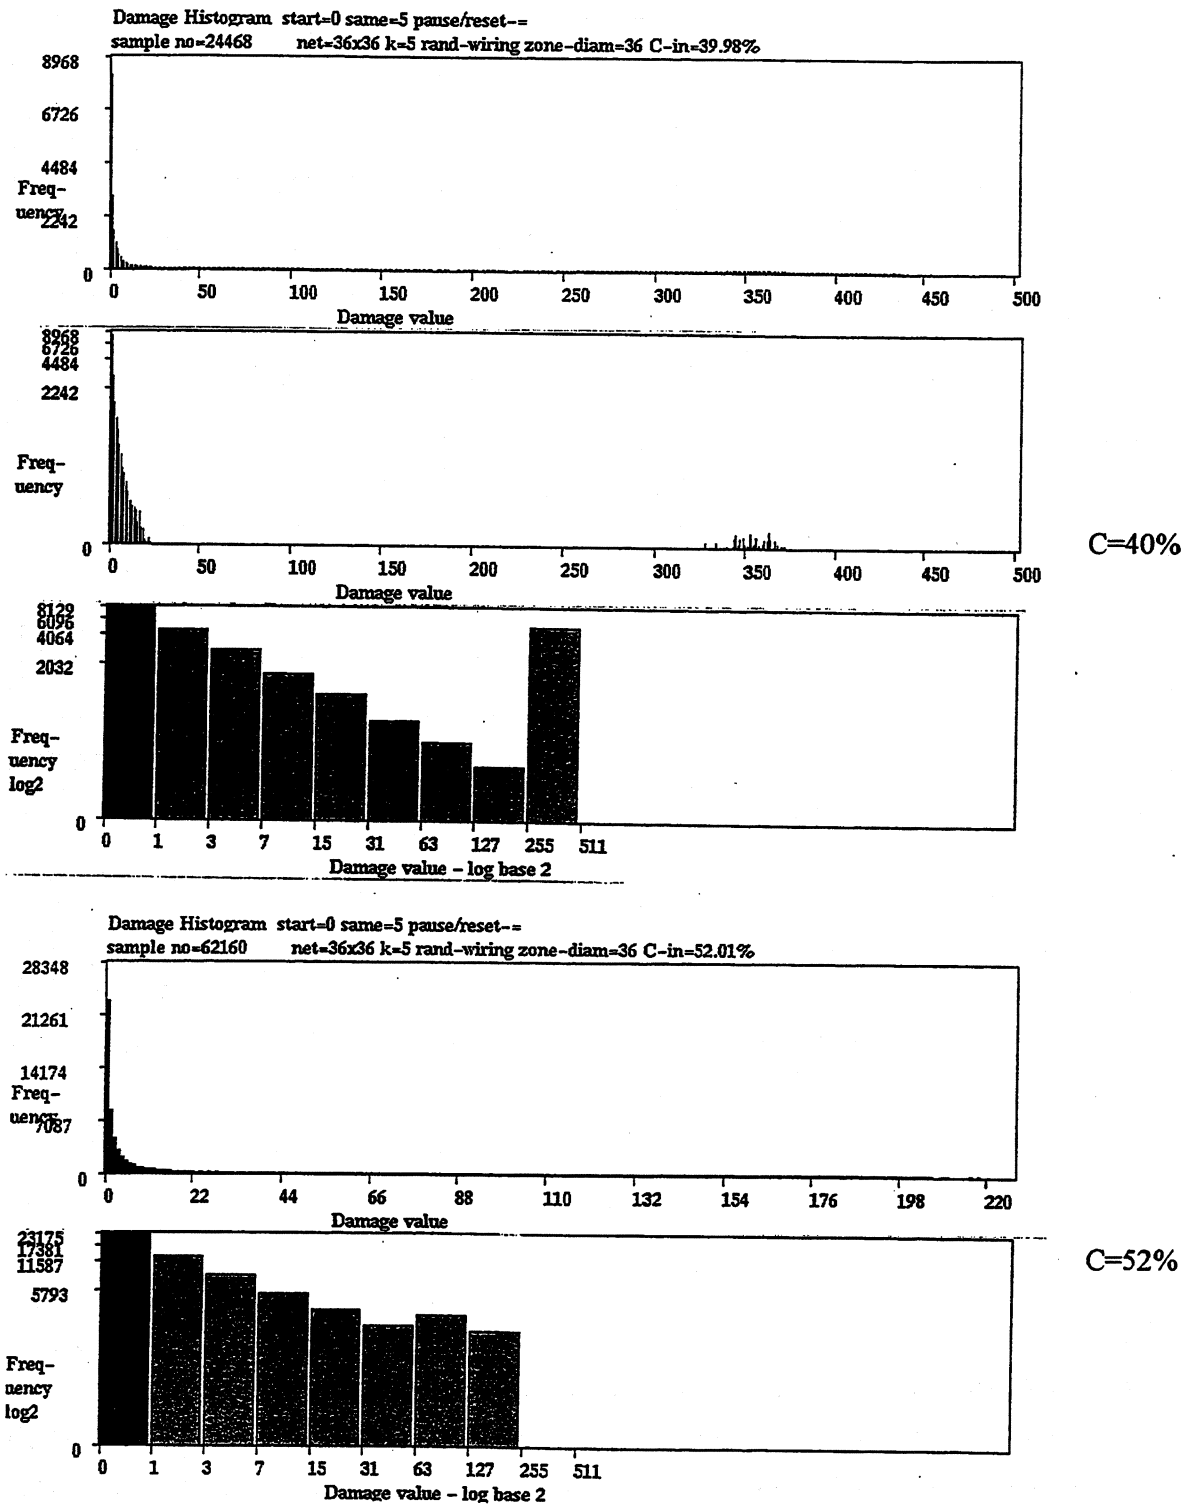 Damage Histogram start=0 same=5 pause/reset-=
sample no=24468 net=36x36 k=5 rand-wiring zone-diam=36 C-in=39.98%
8968
6726
4484
Freq-
uency
2242
0
0 50 100 150 200 250 300 350 400 450 500
Damage value
8968
6726
4484
2242
Freq-
uency
0
0 50 100 150 200 250 300 350 400 450 500
Damage value
C=40%
8129
6096
4064
2032
Freq-
uency
log2
0
0 1 3 7 15 31 63 127 255 511
Damage value - log base 2
Damage Histogram start=0 same=5 pause/reset-=
sample no=62160 net=36x36 k=5 rand-wiring zone-diam=36 C-in=52.01%
28348
21261
14174
Freq-
uency
7087
0
0 22 44 66 88 110 132 154 176 198 220
Damage value
23175
17381
11587
5793
C=52%
Freq-
uency
log2
0
0 1 3 7 15 31 63 127 255 511
Damage value - log base 2